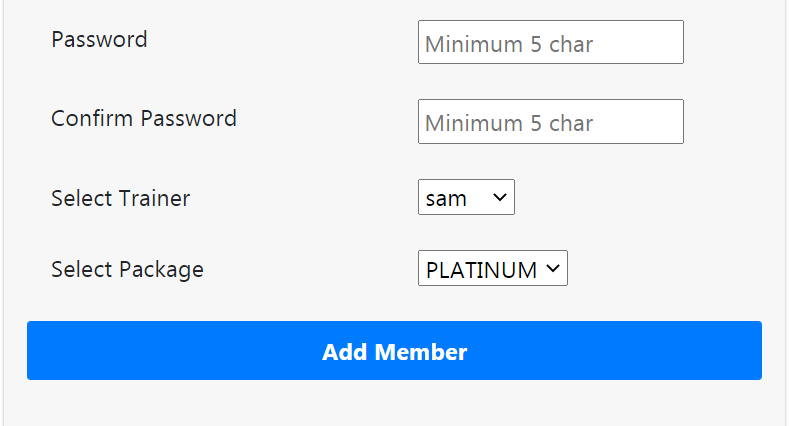 Password
Minimum 5 char
Confirm Password
Minimum 5 char
Select Trainer
sam
Select Package
PLATINUM
Add Member